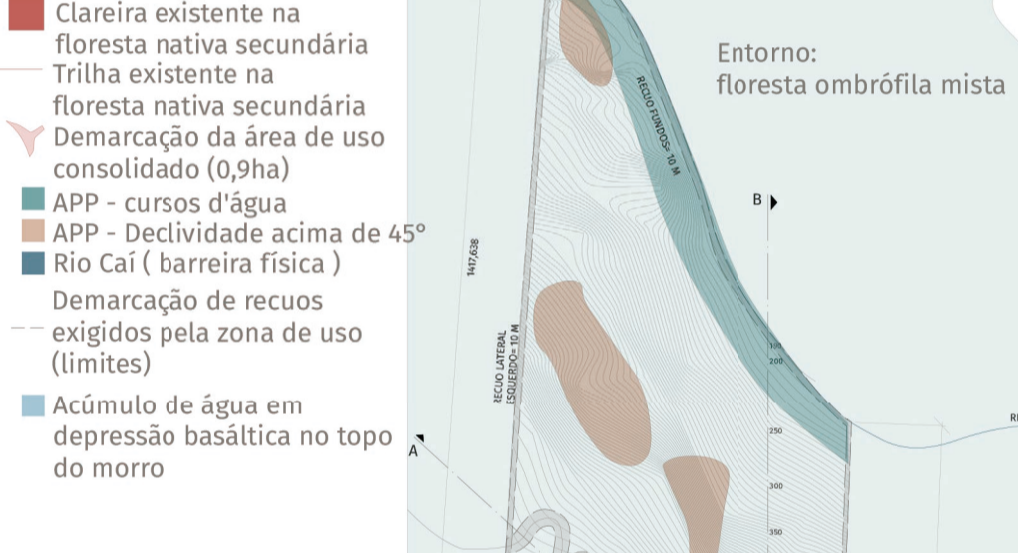 Clareira existente na
floresta nativa secundária
Trilha existente na
floresta nativa secundária
Demarcação da área de uso
consolidado (0,9ha)
APP - cursos d'água
APP - Declividade acima de 45°
Rio Caí ( barreira física )
Demarcação de recuos
exigidos pela zona de uso
(limites)
Acúmulo de água em
depressão basáltica no topo
do morro
Entorno:
floresta ombrófila mista
RECUO FUNDOS= 10 M
B
1417,638
RECUO LATERAL
ESQUERDO= 10 M
190
200
250
300
350
A